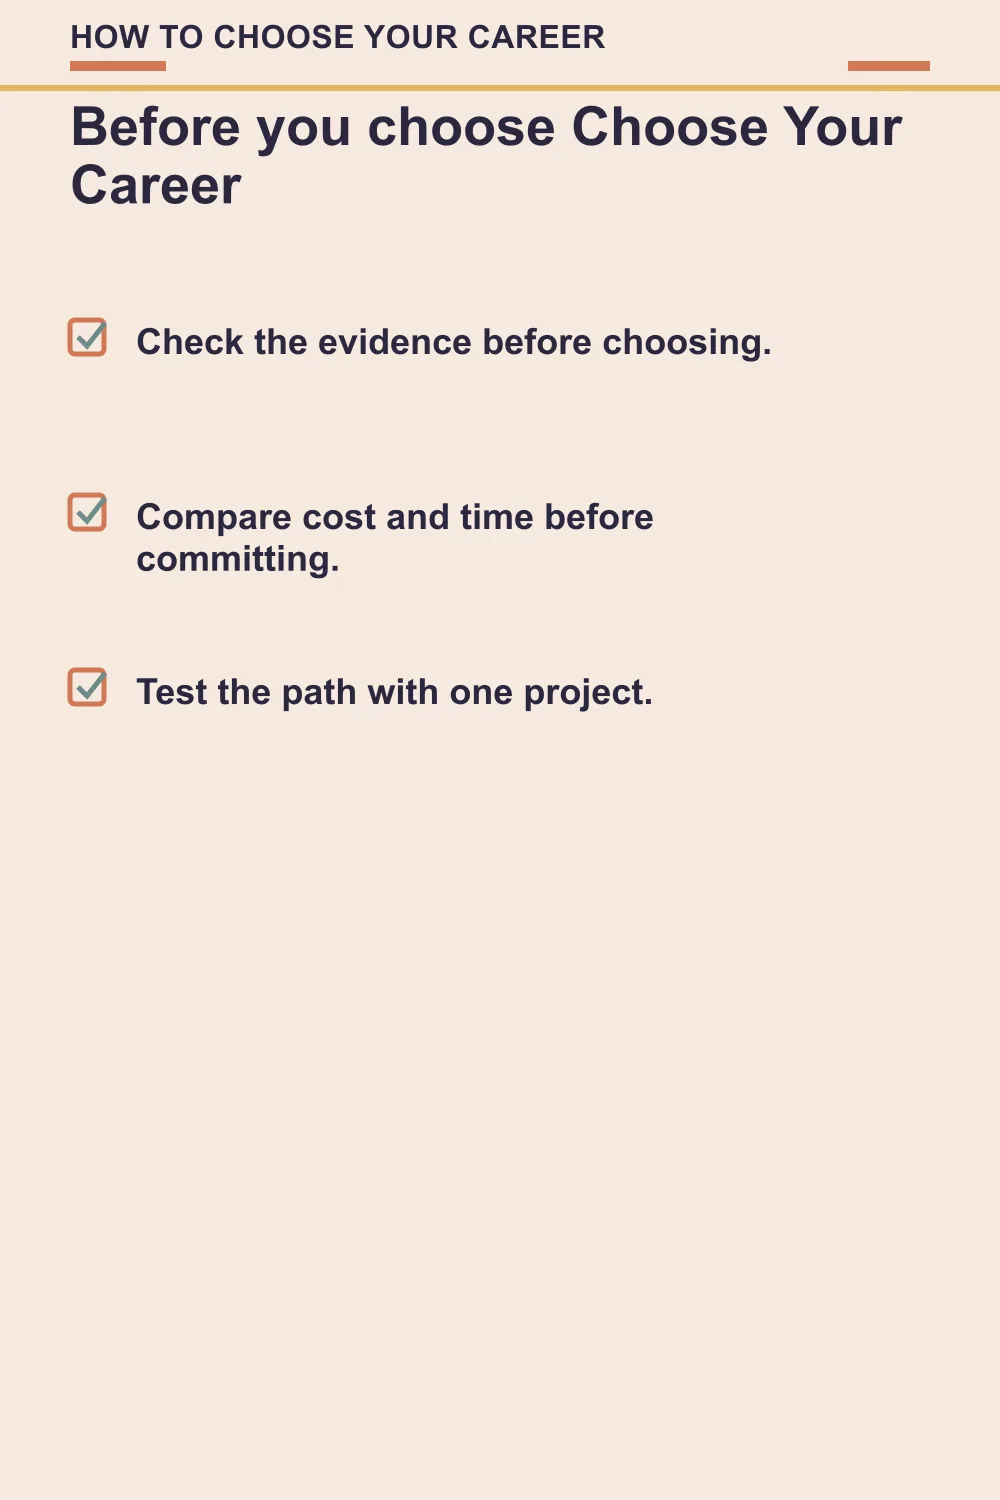 HOW TO CHOOSE YOUR CAREER
Before you choose Choose Your
Career
Check the evidence before choosing.
Compare cost and time before
committing.
Test the path with one project.